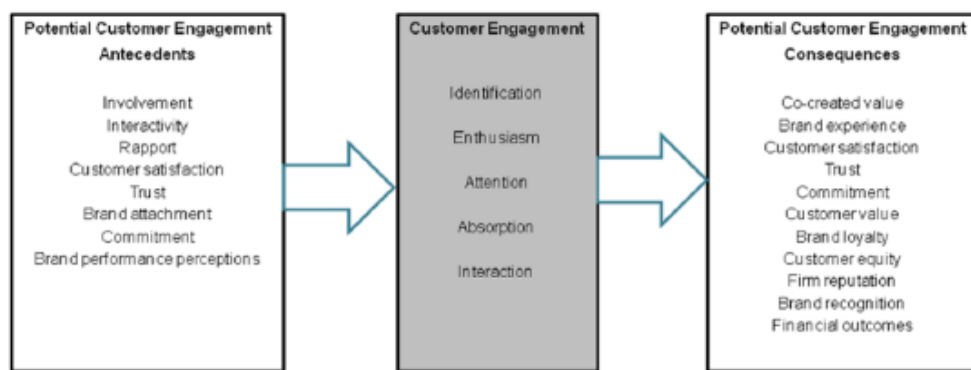 Potential Customer Engagement
Antecedents
Involvement
Interactivity
Rapport
Customer satisfaction
Trust
Brand attachment
Commitment
Brand performance perceptions
Customer Engagement
Identification
Enthusiasm
Attention
Absorption
Interaction
Potential Customer Engagement
Consequences
Co-created value
Brand experience
Customer satisfaction
Trust
Commitment
Customer value
Brand loyalty
Customer equity
Firm reputation
Brand recognition
Financial outcomes